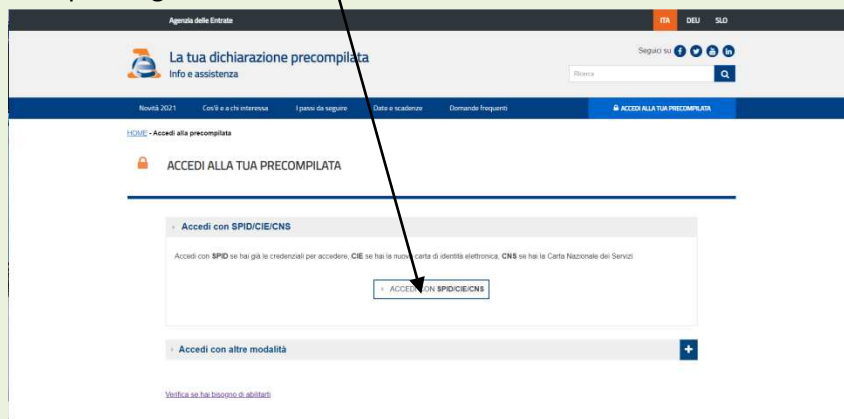 Agenzia delle Entrate
ITA DEU SLO
La tua dichiarazione precompilata
Info e assistenza
Seguici su
Ricerca
Novità 2021 Cos'è e a chi interessa I passi da seguire Date e scadenze Domande frequenti ACCEDI ALLA TUA PRECOMPILATA
HOME - Accedi alla precompilata
ACCEDI ALLA TUA PRECOMPILATA
Accedi con SPID/CIE/CNS
Accedi con SPID se hai già le credenziali per accedere, CIE se hai la nuova carta di identità elettronica, CNS se hai la Carta Nazionale dei Servizi
ACCEDI CON SPID/CIE/CNS
Accedi con altre modalità
Verifica se hai bisogno di abilitarti